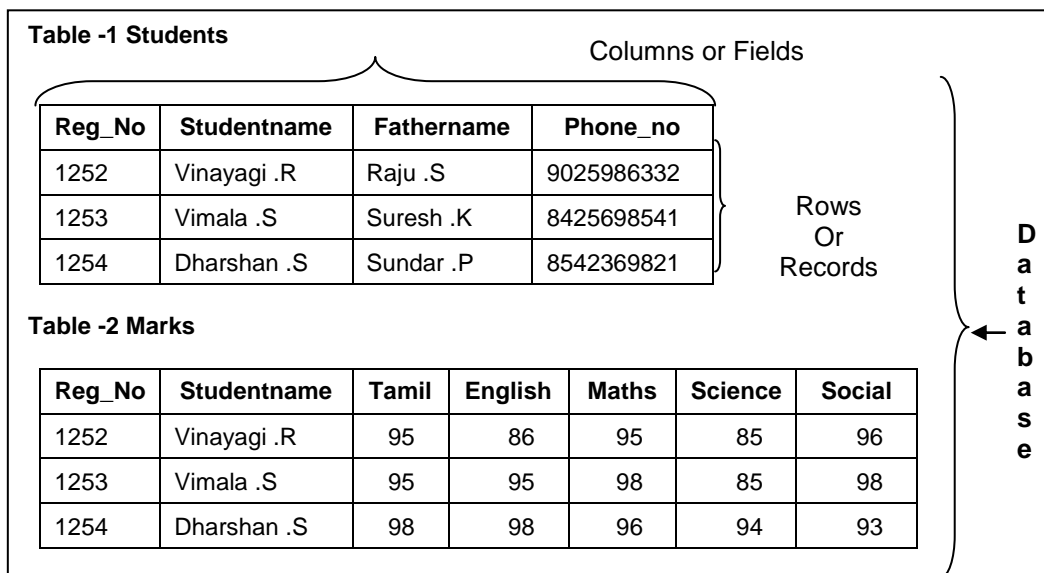 Table -1 Students
Columns or Fields
Reg_No Studentname Fathername Phone_no
1252 Vinayagi .R Raju .S 9025986332
1253 Vimala .S Suresh .K 8425698541
1254 Dharshan .S Sundar .P 8542369821
Rows
Or
Records
Table -2 Marks
Reg_No Studentname Tamil English Maths Science Social
1252 Vinayagi .R 95 86 95 85 96
1253 Vimala .S 95 95 98 85 98
1254 Dharshan .S 98 98 96 94 93
D
a
t
a
b
a
s
e